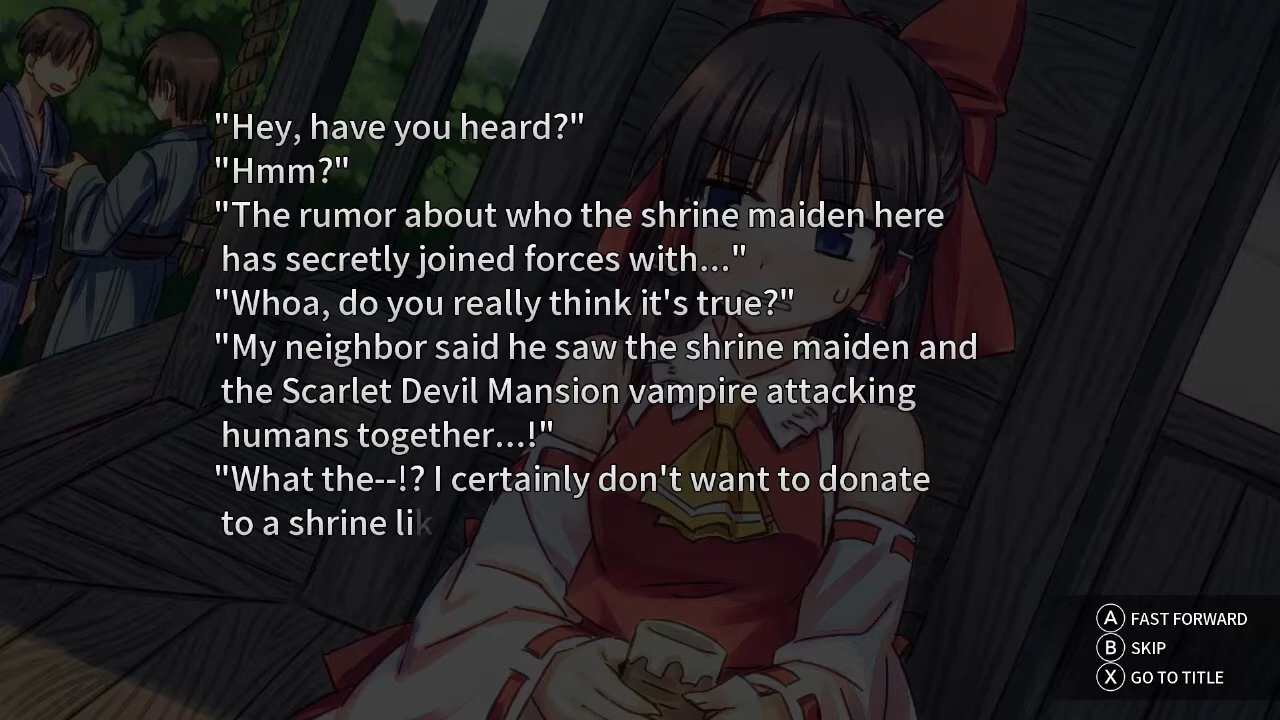 "Hey, have you heard?"
"Hmm?"
"The rumor about who the shrine maiden here
has secretly joined forces with..."
"Whoa, do you really think it's true?"
"My neighbor said he saw the shrine maiden and
the Scarlet Devil Mansion vampire attacking
humans together...!"
"What the--!? I certainly don't want to donate
to a shrine lik
A FAST FORWARD
B SKIP
X GO TO TITLE